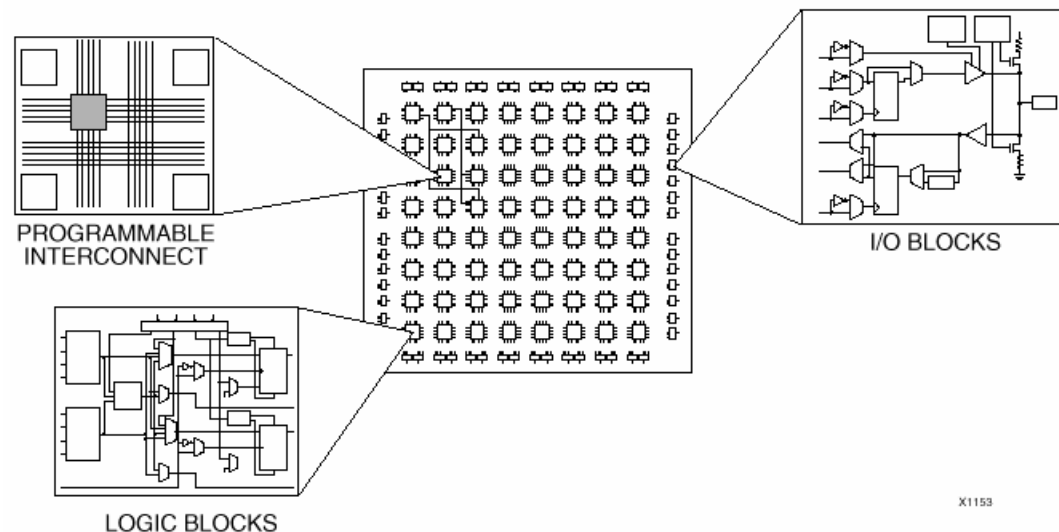 PROGRAMMABLE
INTERCONNECT
I/O BLOCKS
LOGIC BLOCKS
X1153